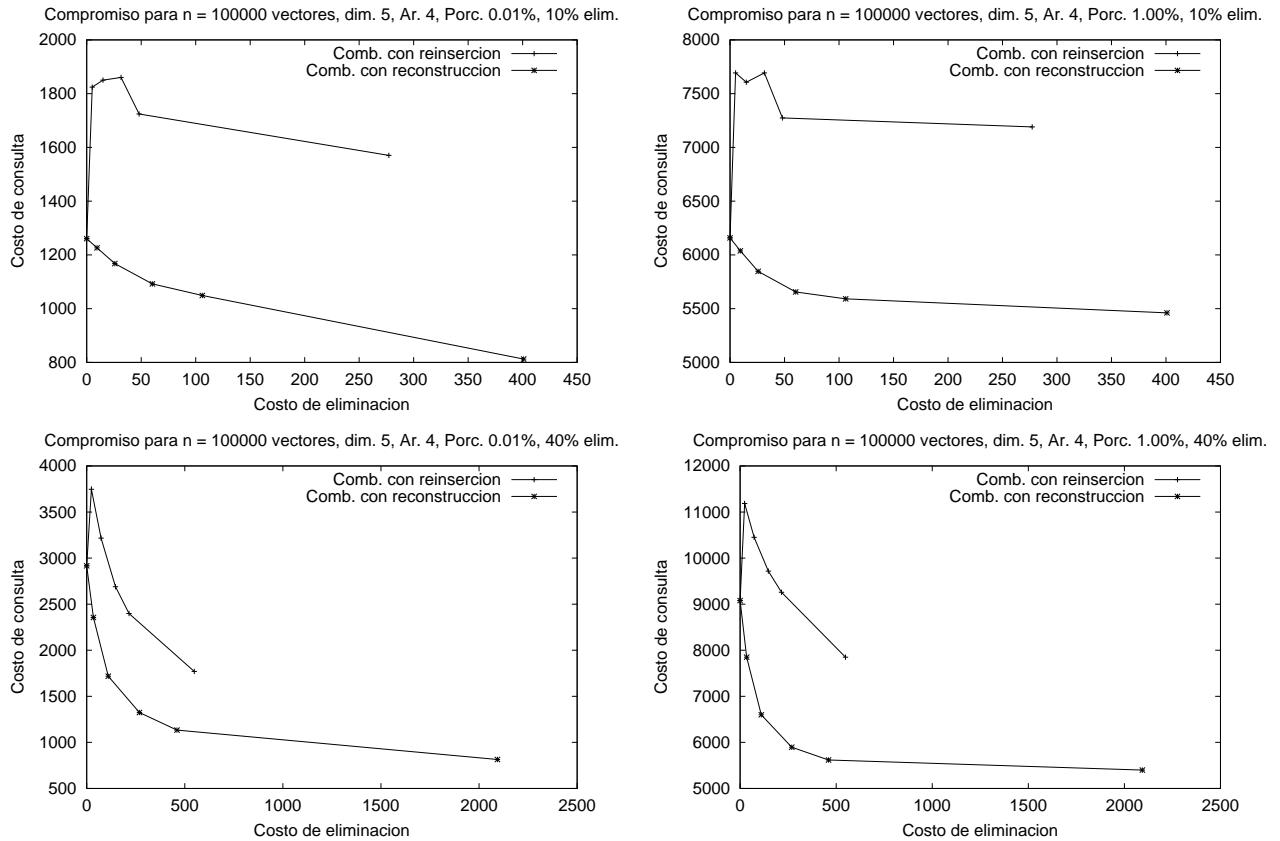 Compromiso para n = 100000 vectores, dim. 5, Ar. 4, Porc. 0.01%, 10% elim.
2000
1800
1600
1400
1200
1000
800
Costo de consulta
Comb. con reinsercion
Comb. con reconstruccion
0 50 100 150 200 250 300 350 400 450
Costo de eliminacion
Compromiso para n = 100000 vectores, dim. 5, Ar. 4, Porc. 1.00%, 10% elim.
8000
7500
7000
6500
6000
5500
5000
Costo de consulta
Comb. con reinsercion
Comb. con reconstruccion
0 50 100 150 200 250 300 350 400 450
Costo de eliminacion
Compromiso para n = 100000 vectores, dim. 5, Ar. 4, Porc. 0.01%, 40% elim.
4000
3500
3000
2500
2000
1500
1000
500
Costo de consulta
Comb. con reinsercion
Comb. con reconstruccion
0 500 1000 1500 2000 2500
Costo de eliminacion
Compromiso para n = 100000 vectores, dim. 5, Ar. 4, Porc. 1.00%, 40% elim.
12000
11000
10000
9000
8000
7000
6000
5000
Costo de consulta
Comb. con reinsercion
Comb. con reconstruccion
0 500 1000 1500 2000 2500
Costo de eliminacion